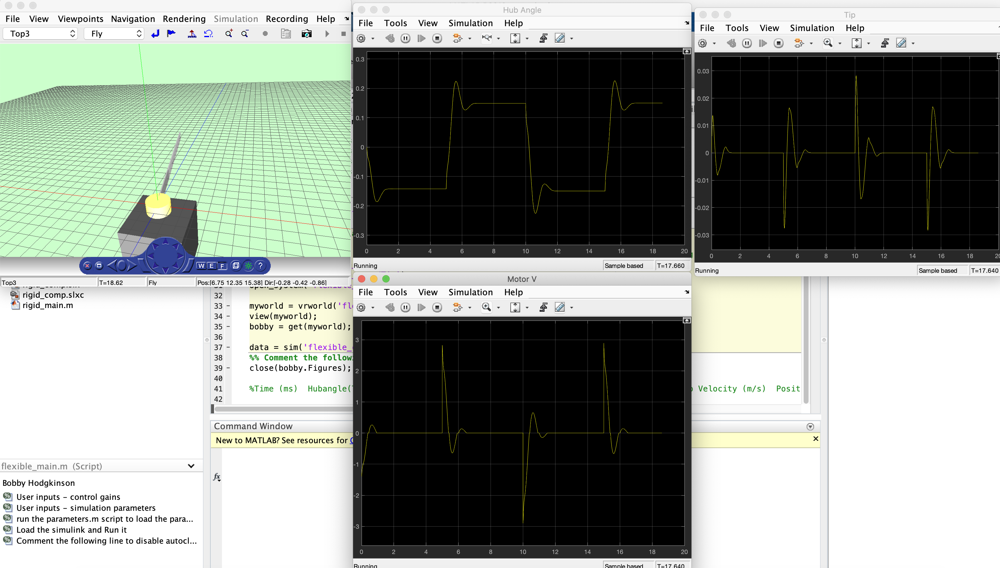 File View Viewpoints Navigation Rendering Simulation Recording Help
Top3 Fly
Top3 T=18.62 Fly Pos:[6.75 12.35 15.38] Dir:[-0.28 -0.42 -0.86]
W E F ?
Hub Angle
File Tools View Simulation Help
0.3
0.2
0.1
0
-0.1
-0.2
-0.3
0 2 4 6 8 10 12 14 16 18 20
Running Sample based T=17.660
Tip
File Tools View Simulation Help
0.03
0.02
0.01
0
-0.01
-0.02
-0.03
0 2 4 6 8 10 12 14 16 18 20
Running Sample based T=17.640
Motor V
File Tools View Simulation Help
3
2
1
0
-1
-2
-3
0 2 4 6 8 10 12 14 16 18 20
Running Sample based T=17.640
rigid_comp.slx
rigid_comp.slxc
rigid_main.m
31 open_system('flexible_
32
33 - myworld = vrworld('fl
34 - view(myworld);
35 - bobby = get(myworld);
36
37 - data = sim('flexible_
38 %% Comment the follow
39 - close(bobby.Figures);
40
41 %Time (ms) Hubangle( Velocity (m/s) Posit
42
Command Window
New to MATLAB? See resources for
fx
flexible_main.m (Script)
Bobby Hodgkinson
User inputs - control gains
User inputs - simulation parameters
run the parameters.m script to load the para...
Load the simulink and Run it
Comment the following line to disable autocl...